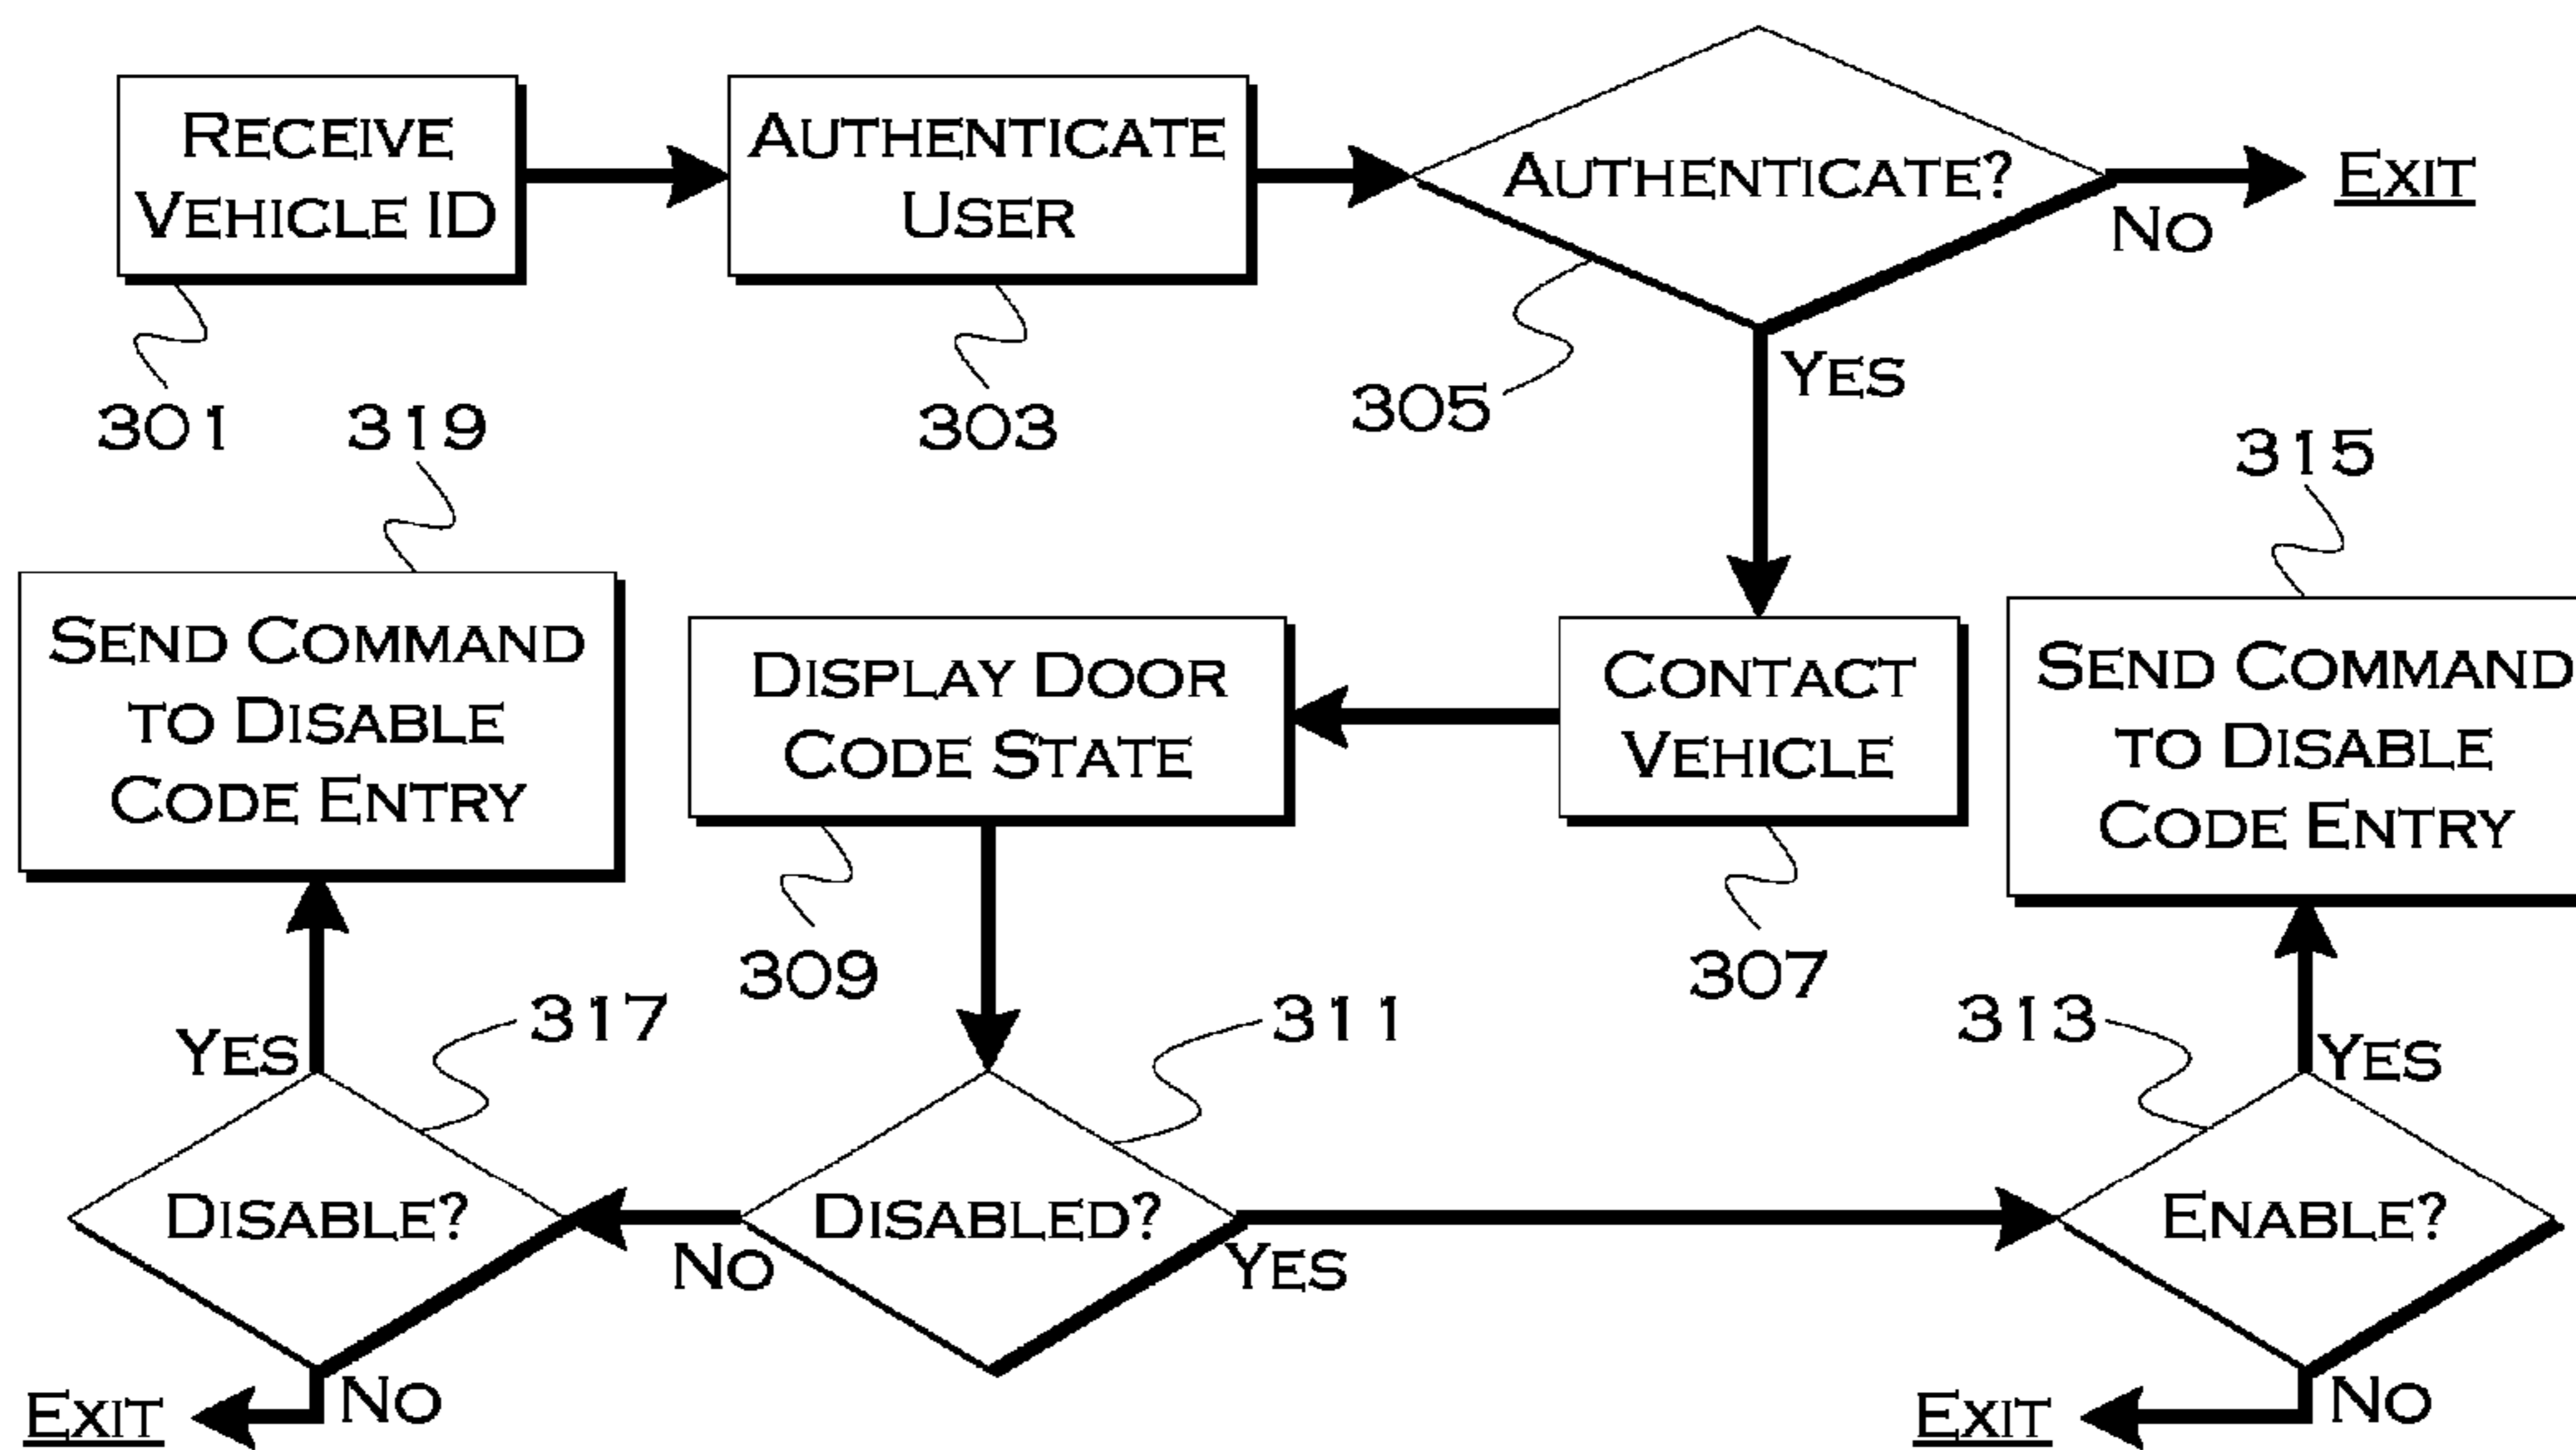 RECEIVE
VEHICLE ID
AUTHENTICATE
USER
AUTHENTICATE?
NO
EXIT
YES
301
303
305
319
315
SEND COMMAND
TO DISABLE
CODE ENTRY
DISPLAY DOOR
CODE STATE
CONTACT
VEHICLE
SEND COMMAND
TO DISABLE
CODE ENTRY
309
307
317
311
313
YES
YES
DISABLE?
NO
DISABLED?
YES
ENABLE?
EXIT
NO
EXIT
NO